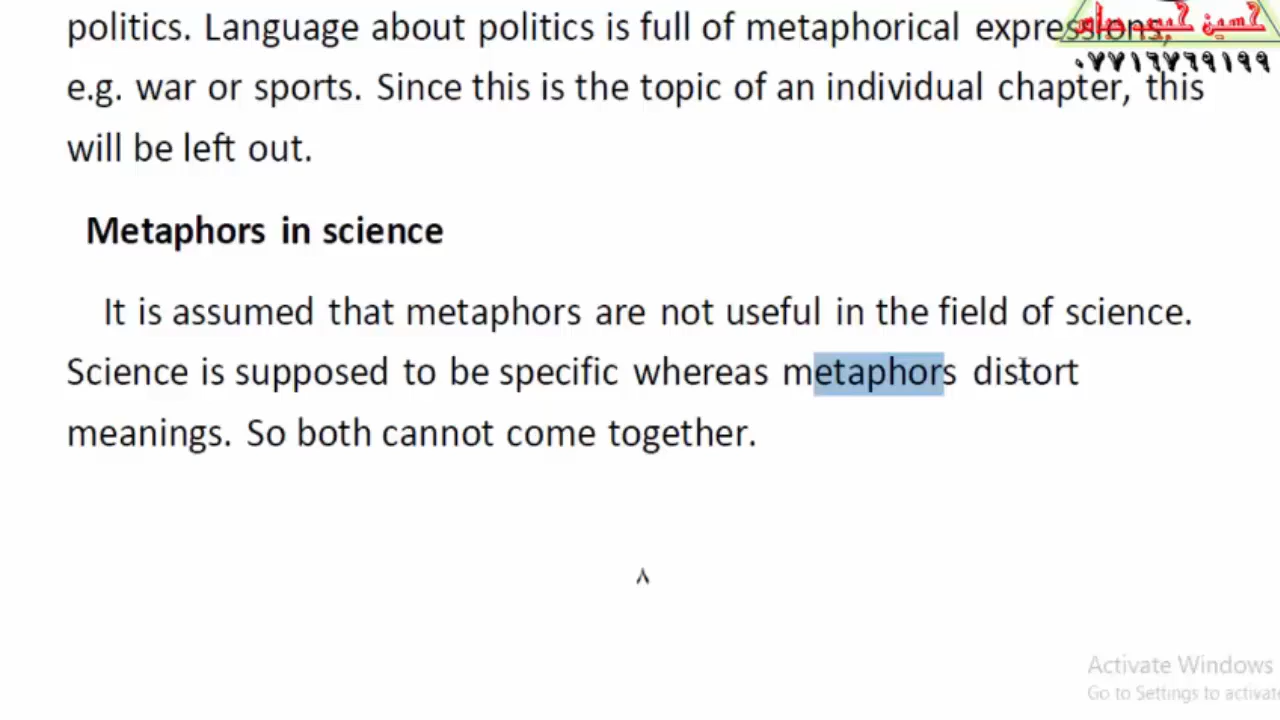 politics. Language about politics is full of metaphorical expressions,
حسين حبيب
٠٧٧١٦٧٦٩١٩٩
e.g. war or sports. Since this is the topic of an individual chapter, this
will be left out.
Metaphors in science
It is assumed that metaphors are not useful in the field of science.
Science is supposed to be specific whereas metaphors distort
meanings. So both cannot come together.
٨
Activate Windows
Go to Settings to activate